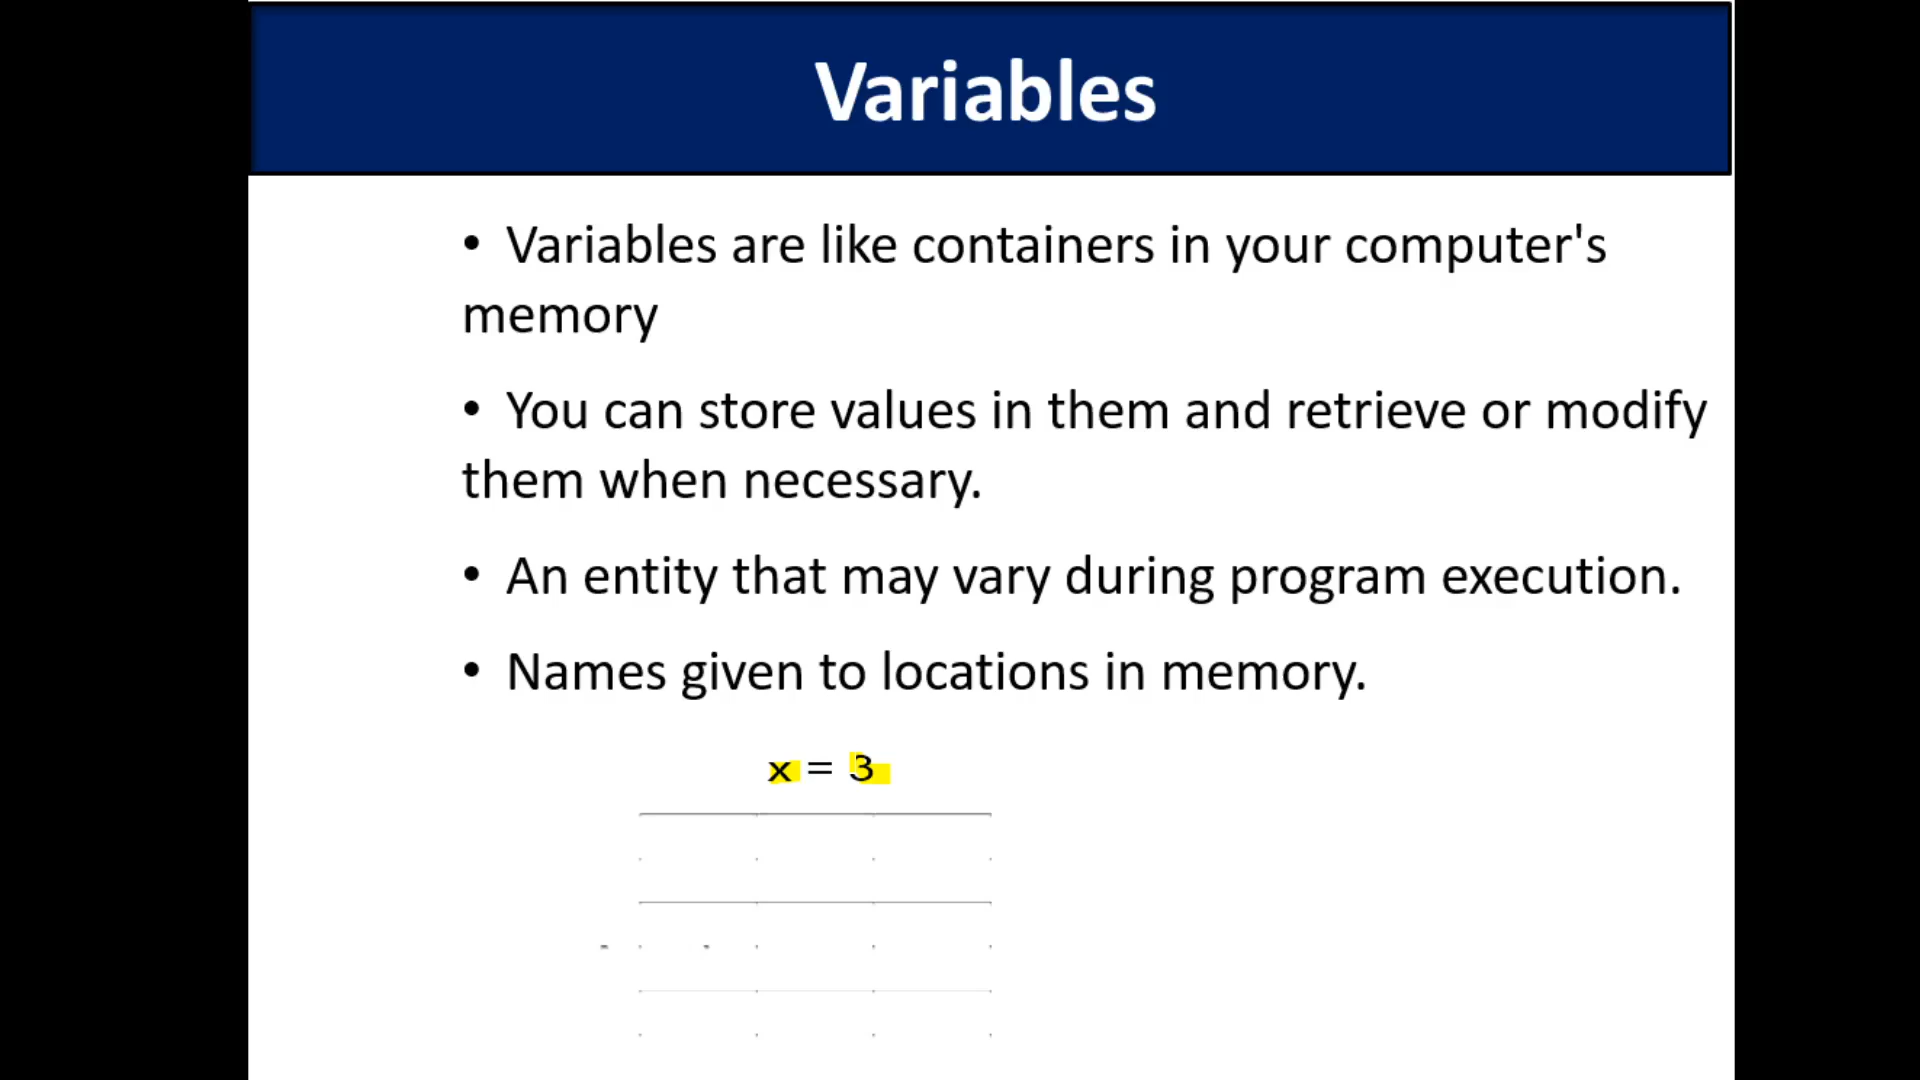 Variables
• Variables are like containers in your computer's
memory
• You can store values in them and retrieve or modify
them when necessary.
• An entity that may vary during program execution.
• Names given to locations in memory.
x = 3